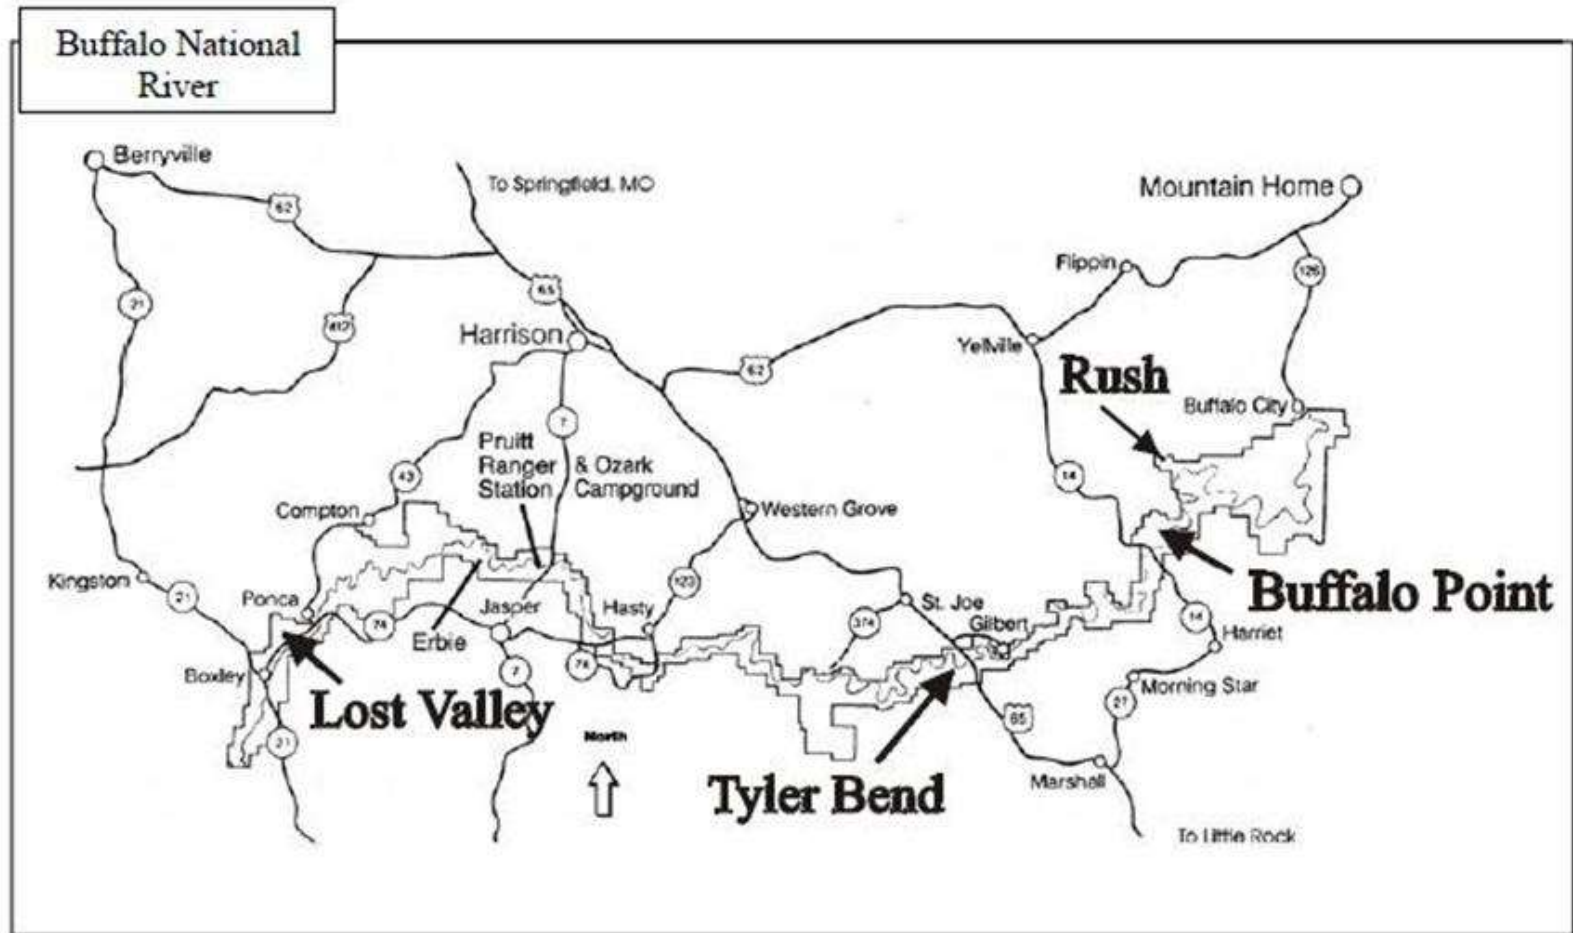 Buffalo National
River
Berryville
To Springfield, MO
Mountain Home
62
Flippin
126
21
65
412
Harrison
Yellville
62
Rush
Buffalo City
7
Pruitt
Ranger & Ozark
Station Campground
43
14
Compton
Western Grove
Kingston
21
Ponca
123
Buffalo Point
Jasper
Hasty
St. Joe
74
374
Gilbert
14
Erbie
Harriet
Boxley
7
74
Morning Star
Lost Valley
27
65
21
North
Tyler Bend
Marshall
To Little Rock